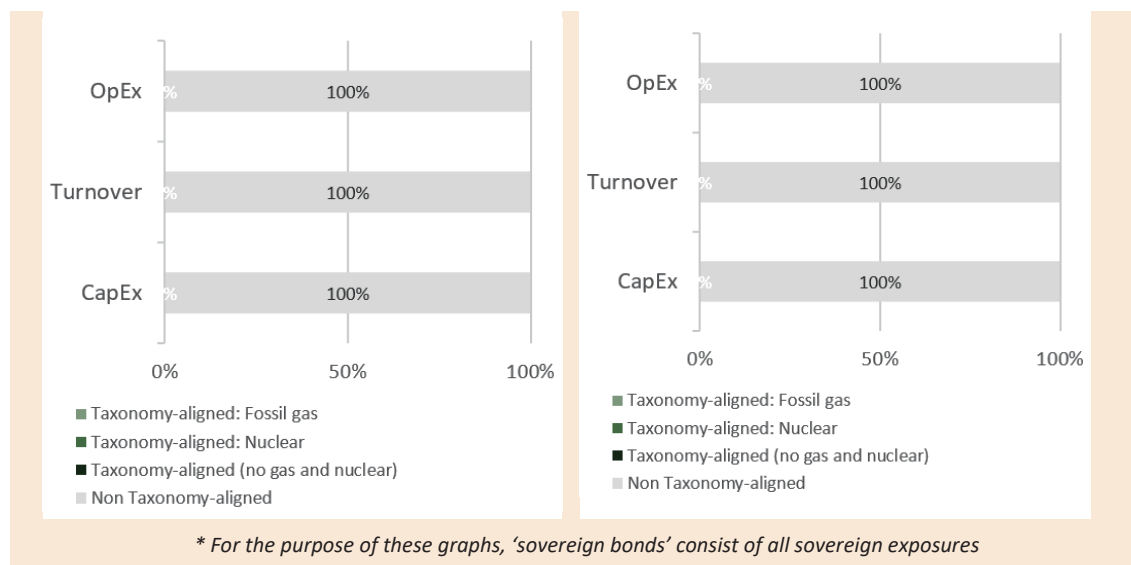 OpEx
%
100%
Turnover
%
100%
CapEx
%
100%
0%
50%
100%
Taxonomy-aligned: Fossil gas
Taxonomy-aligned: Nuclear
Taxonomy-aligned (no gas and nuclear)
Non Taxonomy-aligned
OpEx
%
100%
Turnover
%
100%
CapEx
%
100%
0%
50%
100%
Taxonomy-aligned: Fossil gas
Taxonomy-aligned: Nuclear
Taxonomy-aligned (no gas and nuclear)
Non Taxonomy-aligned
* For the purpose of these graphs, ‘sovereign bonds’ consist of all sovereign exposures